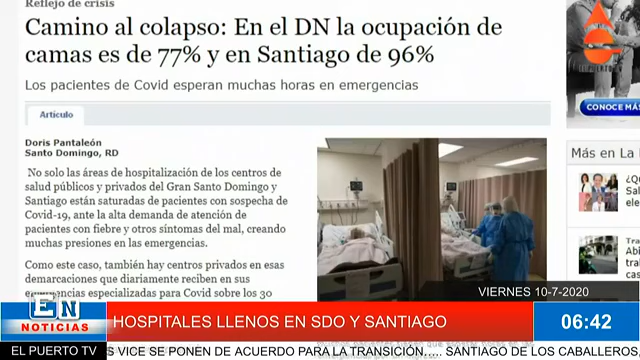 Reflejo de crisis
Camino al colapso: En el DN la ocupación de
camas es de 77% y en Santiago de 96%
Los pacientes de Covid esperan muchas horas en emergencias
Artículo
Doris Pantaleón
Santo Domingo, RD
No solo las áreas de hospitalización de los centros de
salud públicos y privados del Gran Santo Domingo y
Santiago están saturadas de pacientes con sospecha de
Covid-19, ante la alta demanda de atención de
pacientes con fiebre y otros síntomas del mal, creando
muchas presiones en las emergencias.
Como este caso, también hay centros privados en esas
demarcaciones que diariamente reciben en sus
especializadas para Covid sobre los 30
CONOCE MÁS
Más en La
¿Q
Sal
ele
Tra
Abi
tra
cas
VIERNES 10-7-2020
EN
NOTICIAS
HOSPITALES LLENOS EN SDO Y SANTIAGO
06:42
EL PUERTO TV
S VICE SE PONEN DE ACUERDO PARA LA TRANSICIÓN..... SANTIAGO DE LOS CABALLEROS